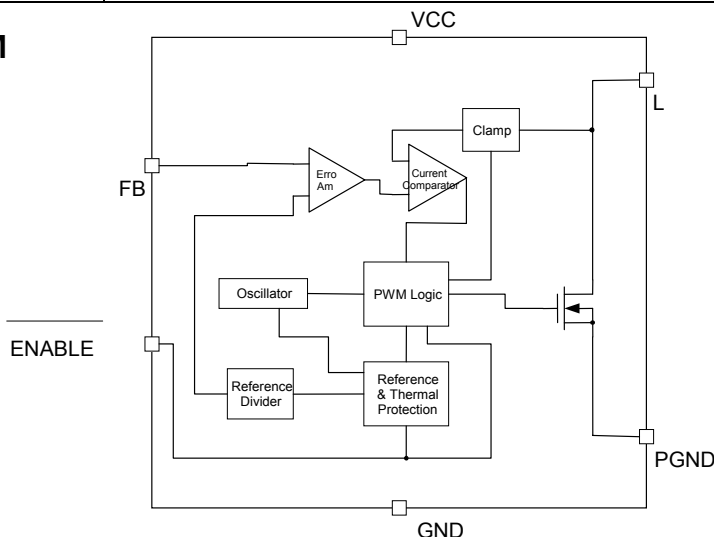 VCC
M
L
Clamp
Erro
Am
Current
Comparator
FB
Oscillator
PWM Logic
ENABLE
Reference
Divider
Reference
& Thermal
Protection
PGND
GND